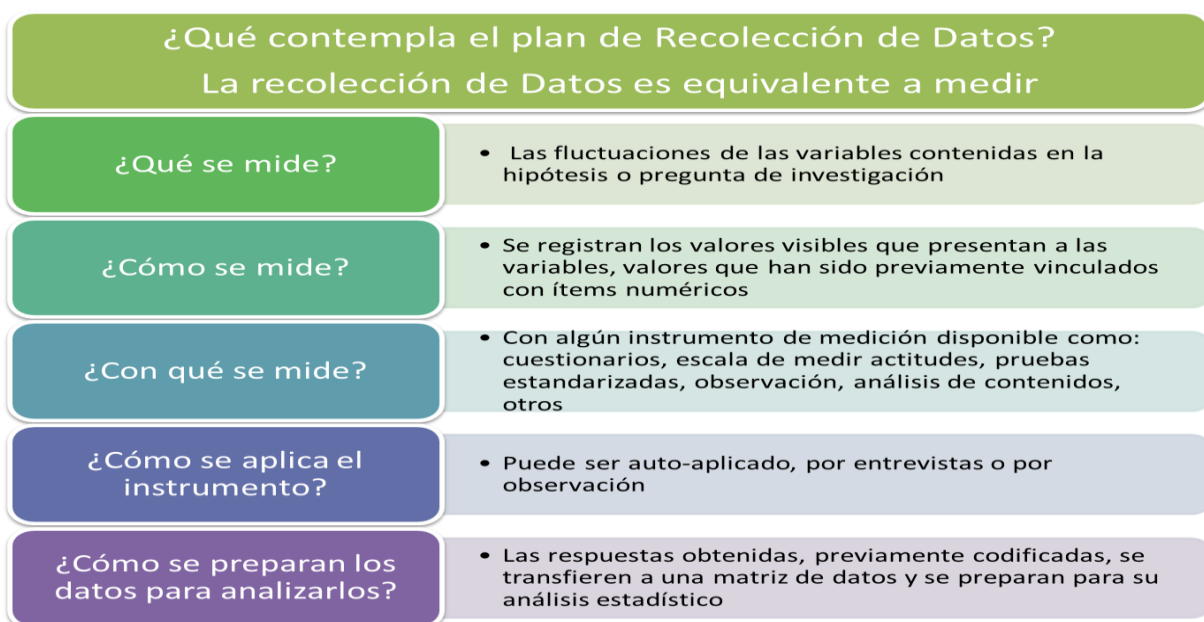 ¿Qué contempla el plan de Recolección de Datos?
La recolección de Datos es equivalente a medir
¿Qué se mide?
• Las fluctuaciones de las variables contenidas en la
hipótesis o pregunta de investigación
¿Cómo se mide?
• Se registran los valores visibles que presentan a las
variables, valores que han sido previamente vinculados
con ítems numéricos
¿Con qué se mide?
• Con algún instrumento de medición disponible como:
cuestionarios, escala de medir actitudes, pruebas
estandarizadas, observación, análisis de contenidos,
otros
¿Cómo se aplica el
instrumento?
• Puede ser auto-aplicado, por entrevistas o por
observación
¿Cómo se preparan los
datos para analizarlos?
• Las respuestas obtenidas, previamente codificadas, se
transfieren a una matriz de datos y se preparan para su
análisis estadístico